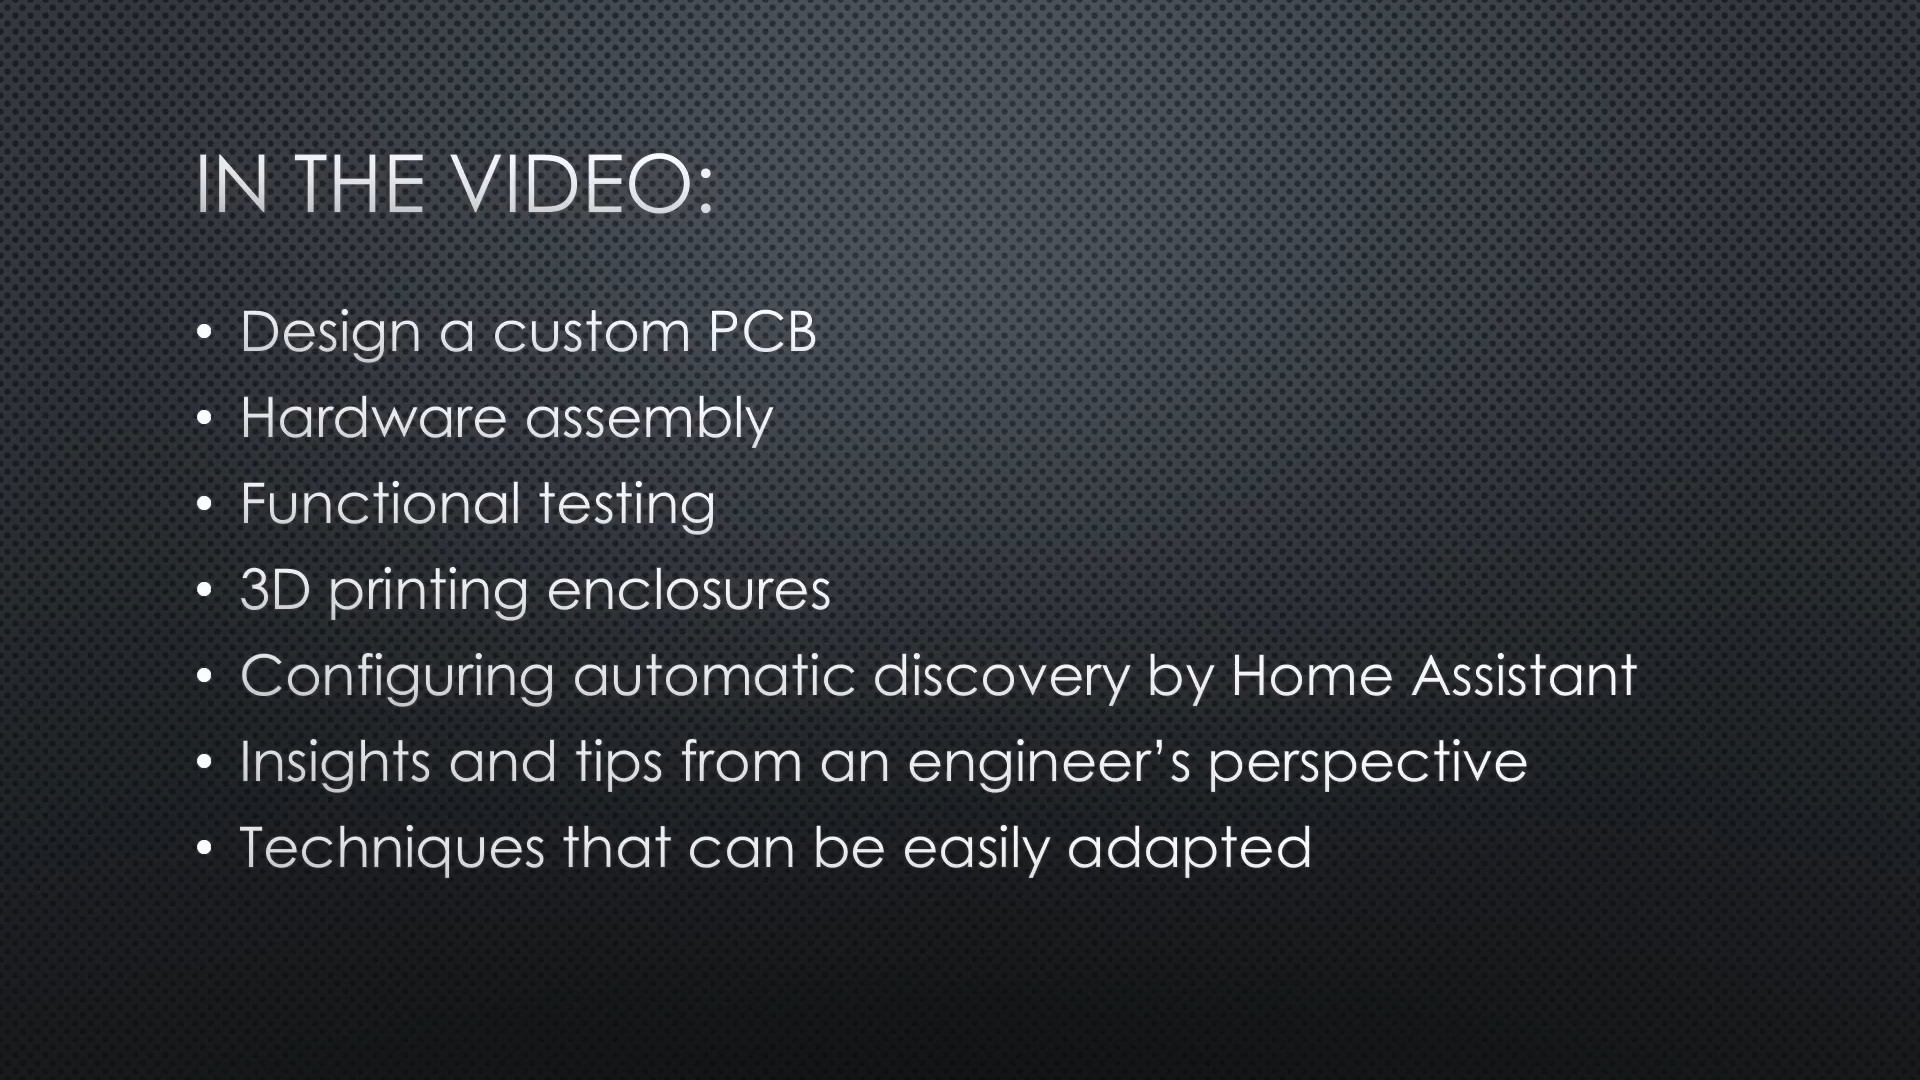 IN THE VIDEO:
• Design a custom PCB
• Hardware assembly
• Functional testing
• 3D printing enclosures
• Configuring automatic discovery by Home Assistant
• Insights and tips from an engineer’s perspective
• Techniques that can be easily adapted